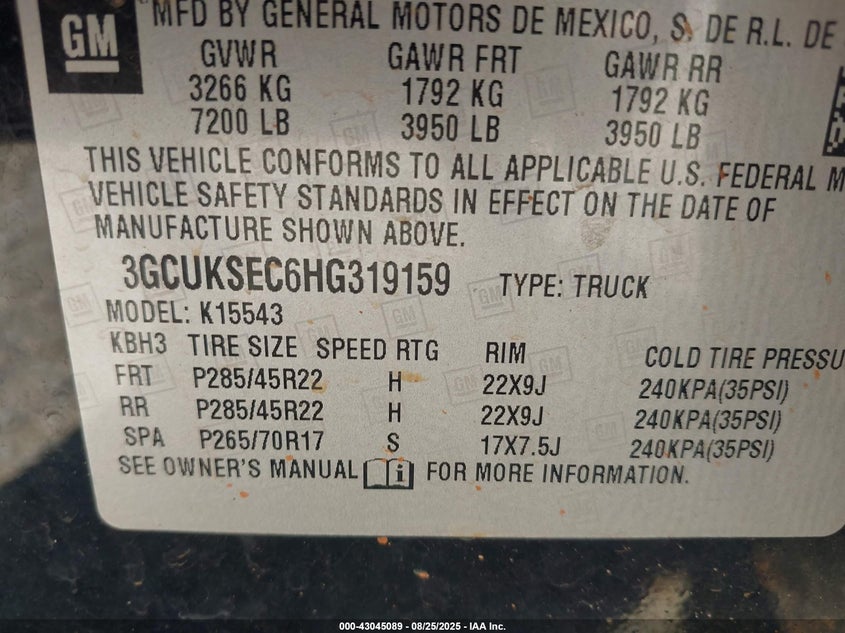 GM
MFD BY GENERAL MOTORS DE MEXICO, S. DE R.L. DE
GVWR GAWR FRT GAWR RR
3266 KG 1792 KG 1792 KG
7200 LB 3950 LB 3950 LB
THIS VEHICLE CONFORMS TO ALL APPLICABLE U.S. FEDERAL M
VEHICLE SAFETY STANDARDS IN EFFECT ON THE DATE OF
MANUFACTURE SHOWN ABOVE.
3GCUKSEC6HG319159 TYPE: TRUCK
MODEL: K15543
KBH3 TIRE SIZE SPEED RTG RIM COLD TIRE PRESSU
FRT P285/45R22 H 22X9J 240KPA(35PSI)
RR P285/45R22 H 22X9J 240KPA(35PSI)
SPA P265/70R17 S 17X7.5J 240KPA(35PSI)
SEE OWNER'S MANUAL i FOR MORE INFORMATION.
000-43045089 - 08/25/2025 - IAA Inc.